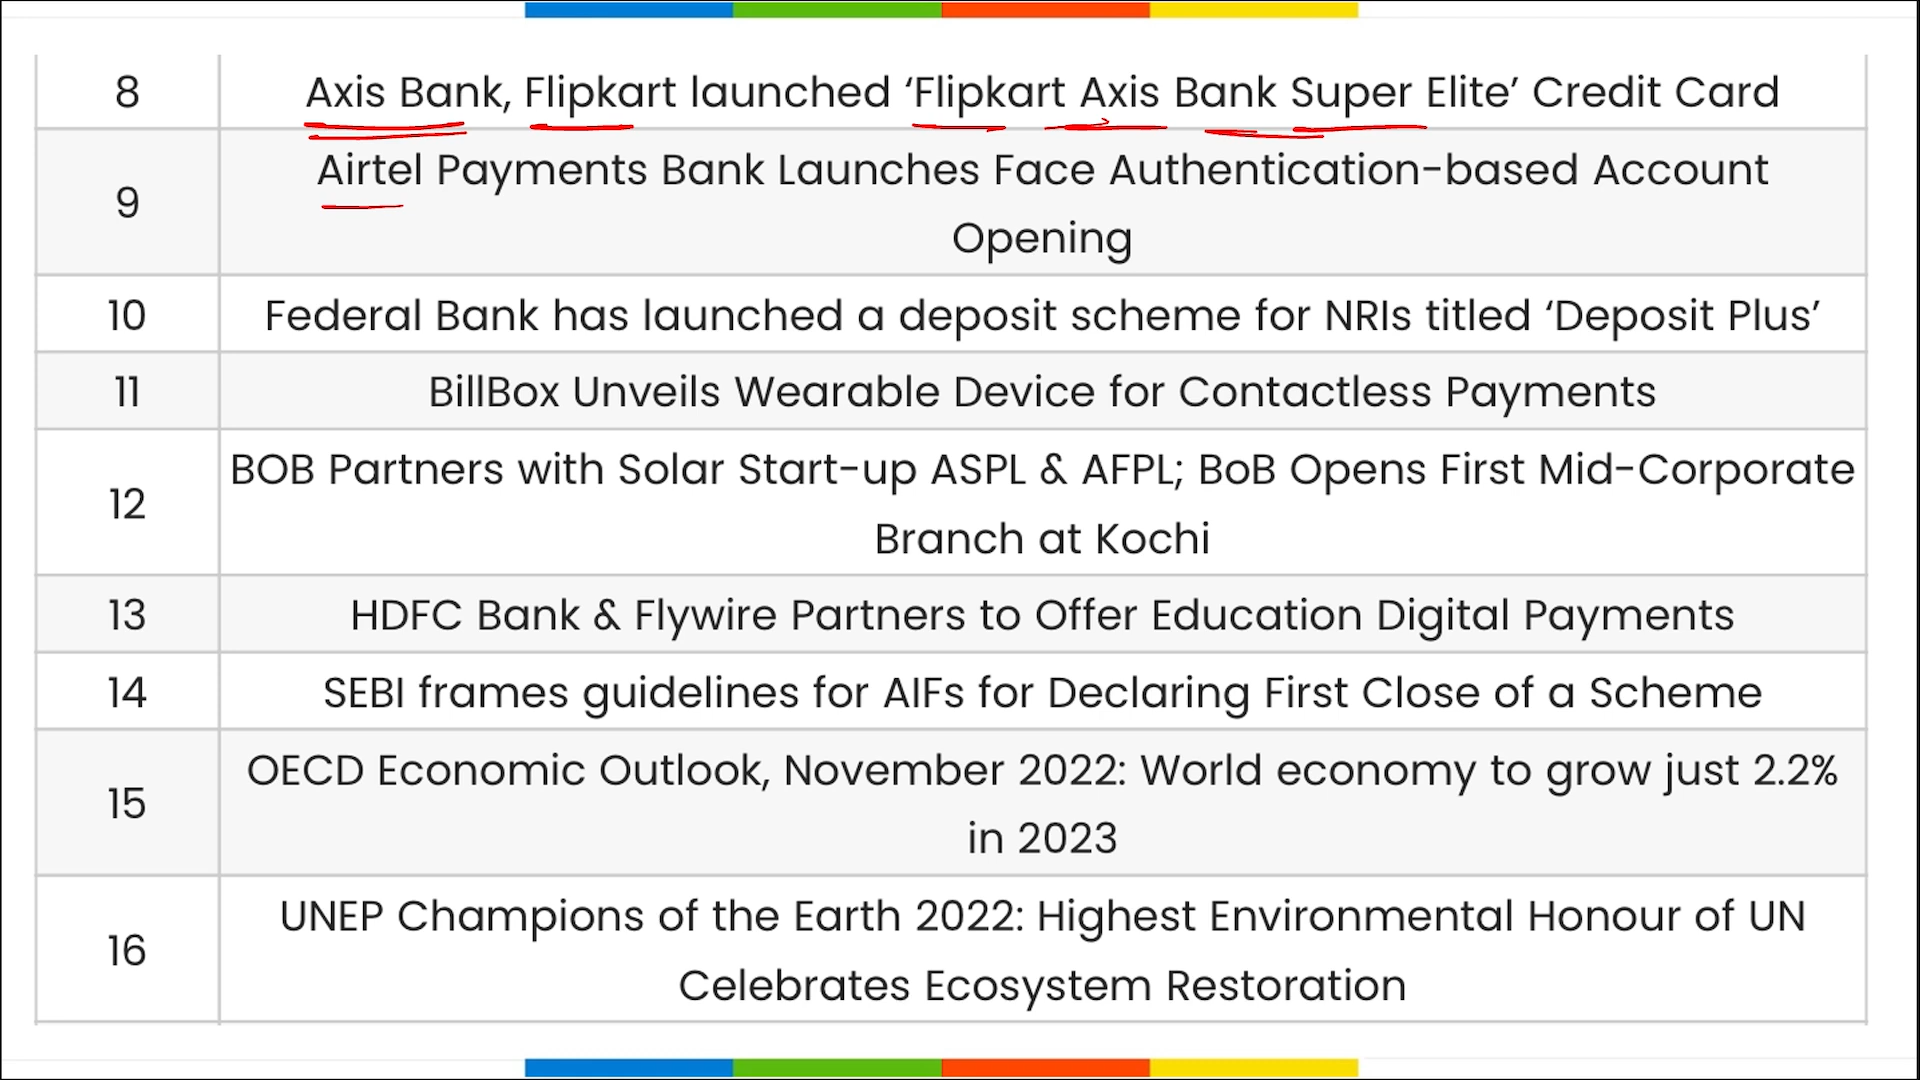 8
Axis Bank, Flipkart launched ‘Flipkart Axis Bank Super Elite’ Credit Card
9
Airtel Payments Bank Launches Face Authentication-based Account
Opening
10
Federal Bank has launched a deposit scheme for NRIs titled ‘Deposit Plus’
11
BillBox Unveils Wearable Device for Contactless Payments
12
BOB Partners with Solar Start-up ASPL & AFPL; BoB Opens First Mid-Corporate
Branch at Kochi
13
HDFC Bank & Flywire Partners to Offer Education Digital Payments
14
SEBI frames guidelines for AIFs for Declaring First Close of a Scheme
15
OECD Economic Outlook, November 2022: World economy to grow just 2.2%
in 2023
16
UNEP Champions of the Earth 2022: Highest Environmental Honour of UN
Celebrates Ecosystem Restoration